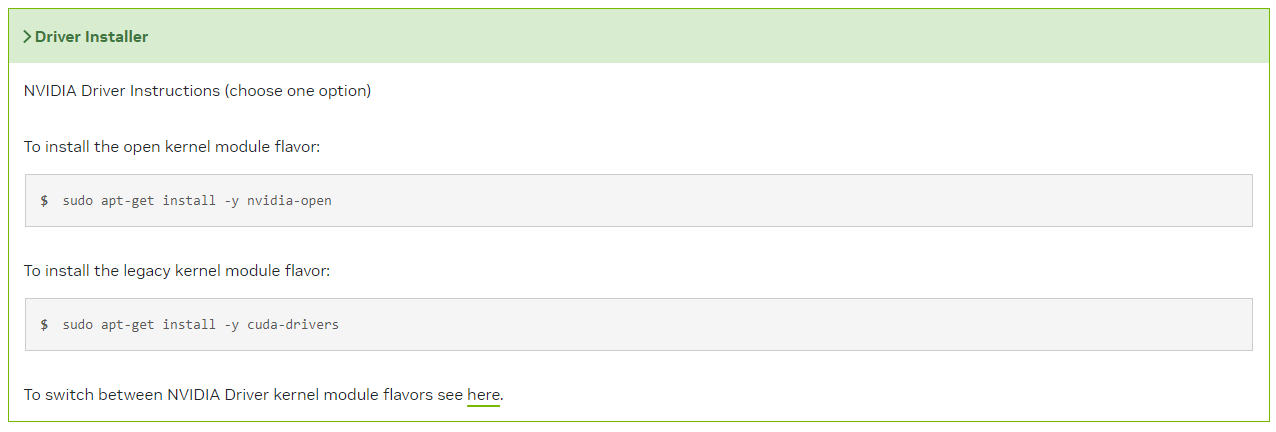 Driver Installer
NVIDIA Driver Instructions (choose one option)
To install the open kernel module flavor:
$ sudo apt-get install -y nvidia-open
To install the legacy kernel module flavor:
$ sudo apt-get install -y cuda-drivers
To switch between NVIDIA Driver kernel module flavors see here.